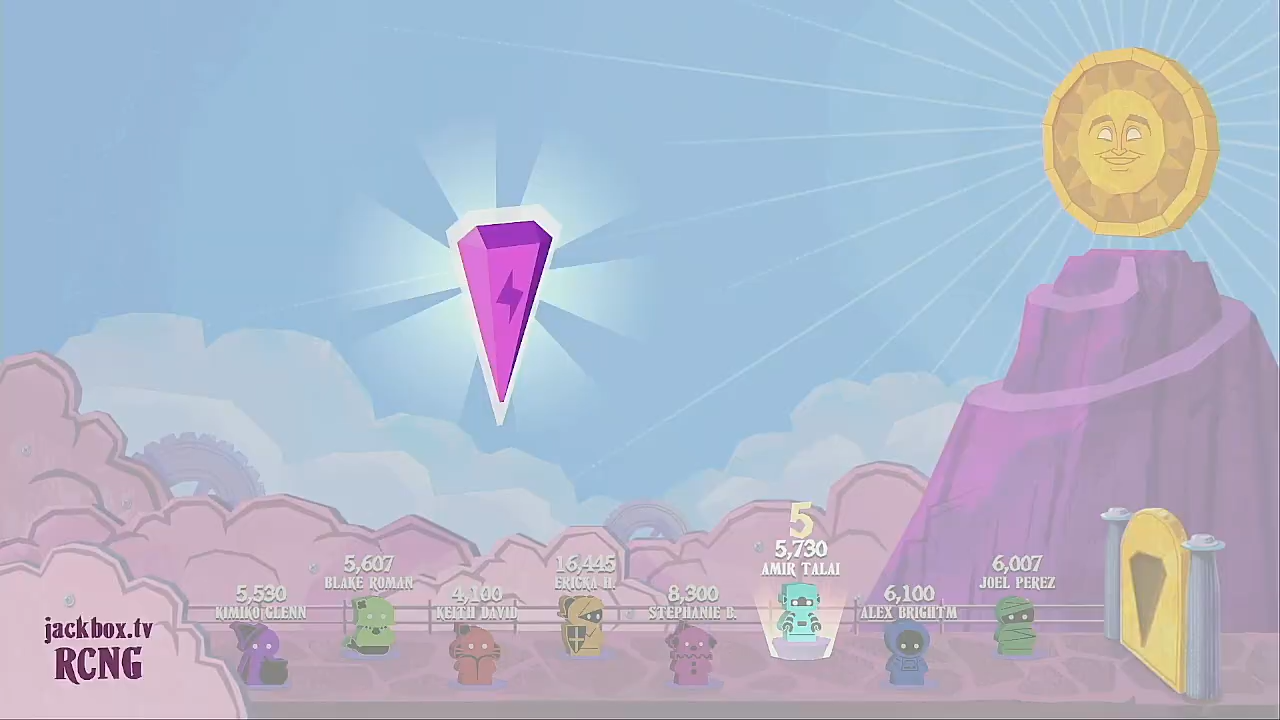 5
5,730
AMIR TALAI
5,607
BLAKE ROMAN
16,445
ERICKA H.
6,007
JOEL PEREZ
5,530
KIMIKO GLENN
4,100
KEITH DAVID
8,300
STEPHANIE B.
6,100
ALEX BRIGHTM
jackbox.tv
RCNG